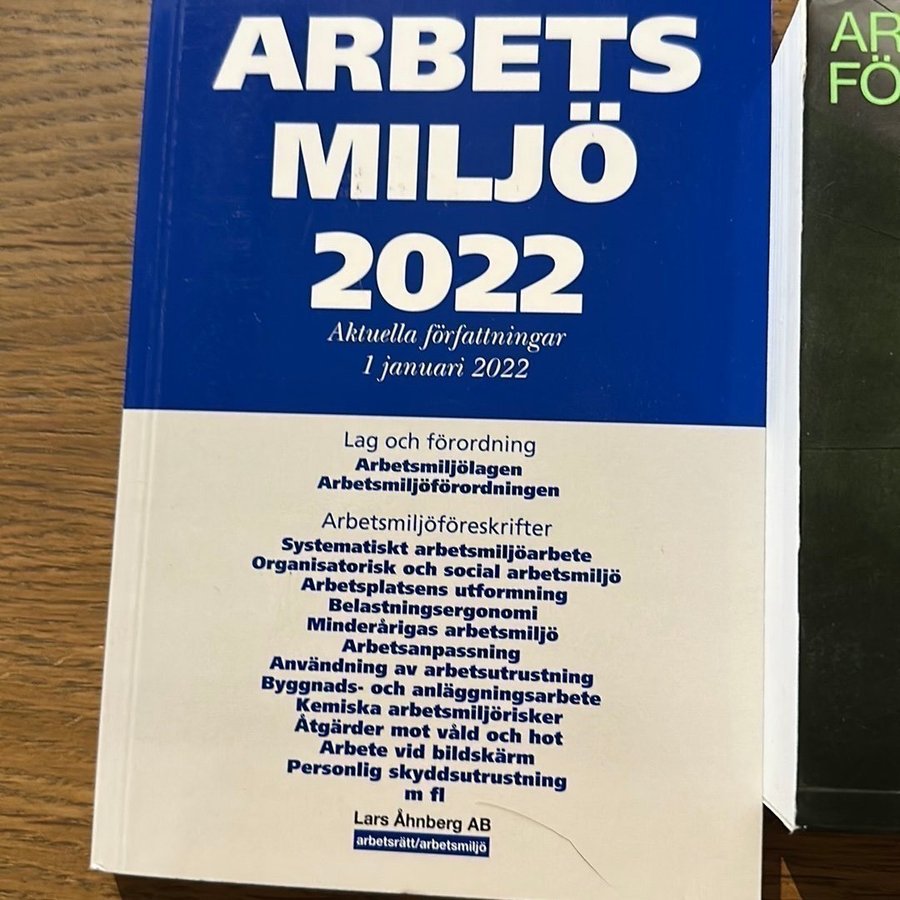 ARBETS
MILJÖ
2022
Aktuella författningar
1 januari 2022
Lag och förordning
Arbetsmiljölagen
Arbetsmiljöförordningen
Arbetsmiljöföreskrifter
Systematiskt arbetsmiljöarbete
Organisatorisk och social arbetsmiljö
Arbetsplatsens utformning
Belastningsergonomi
Minderårigas arbetsmiljö
Arbetsanpassning
Användning av arbetsutrustning
Byggnads- och anläggningsarbete
Kemiska arbetsmiljörisker
Åtgärder mot våld och hot
Arbete vid bildskärm
Personlig skyddsutrustning
m fl
Lars Åhnberg AB
arbetsrätt/arbetsmiljö